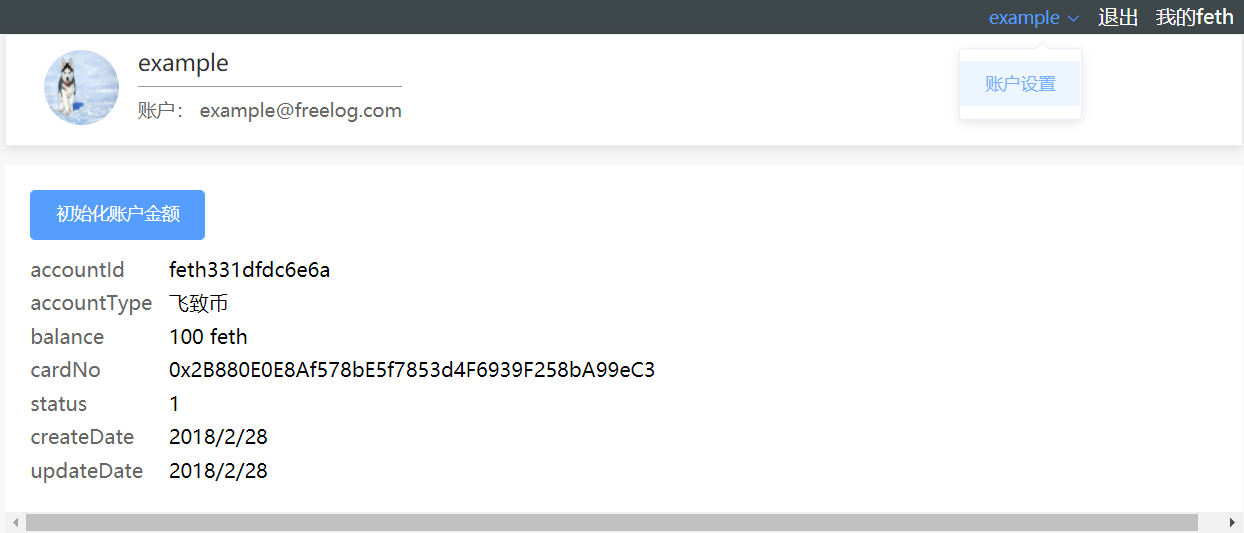 example 退出 我的feth
example
账户： example@freelog.com
账户设置
初始化账户金额
accountId feth331dfdc6e6a
accountType 飞致币
balance 100 feth
cardNo 0x2B880E0E8Af578bE5f7853d4F6939F258bA99eC3
status 1
createDate 2018/2/28
updateDate 2018/2/28